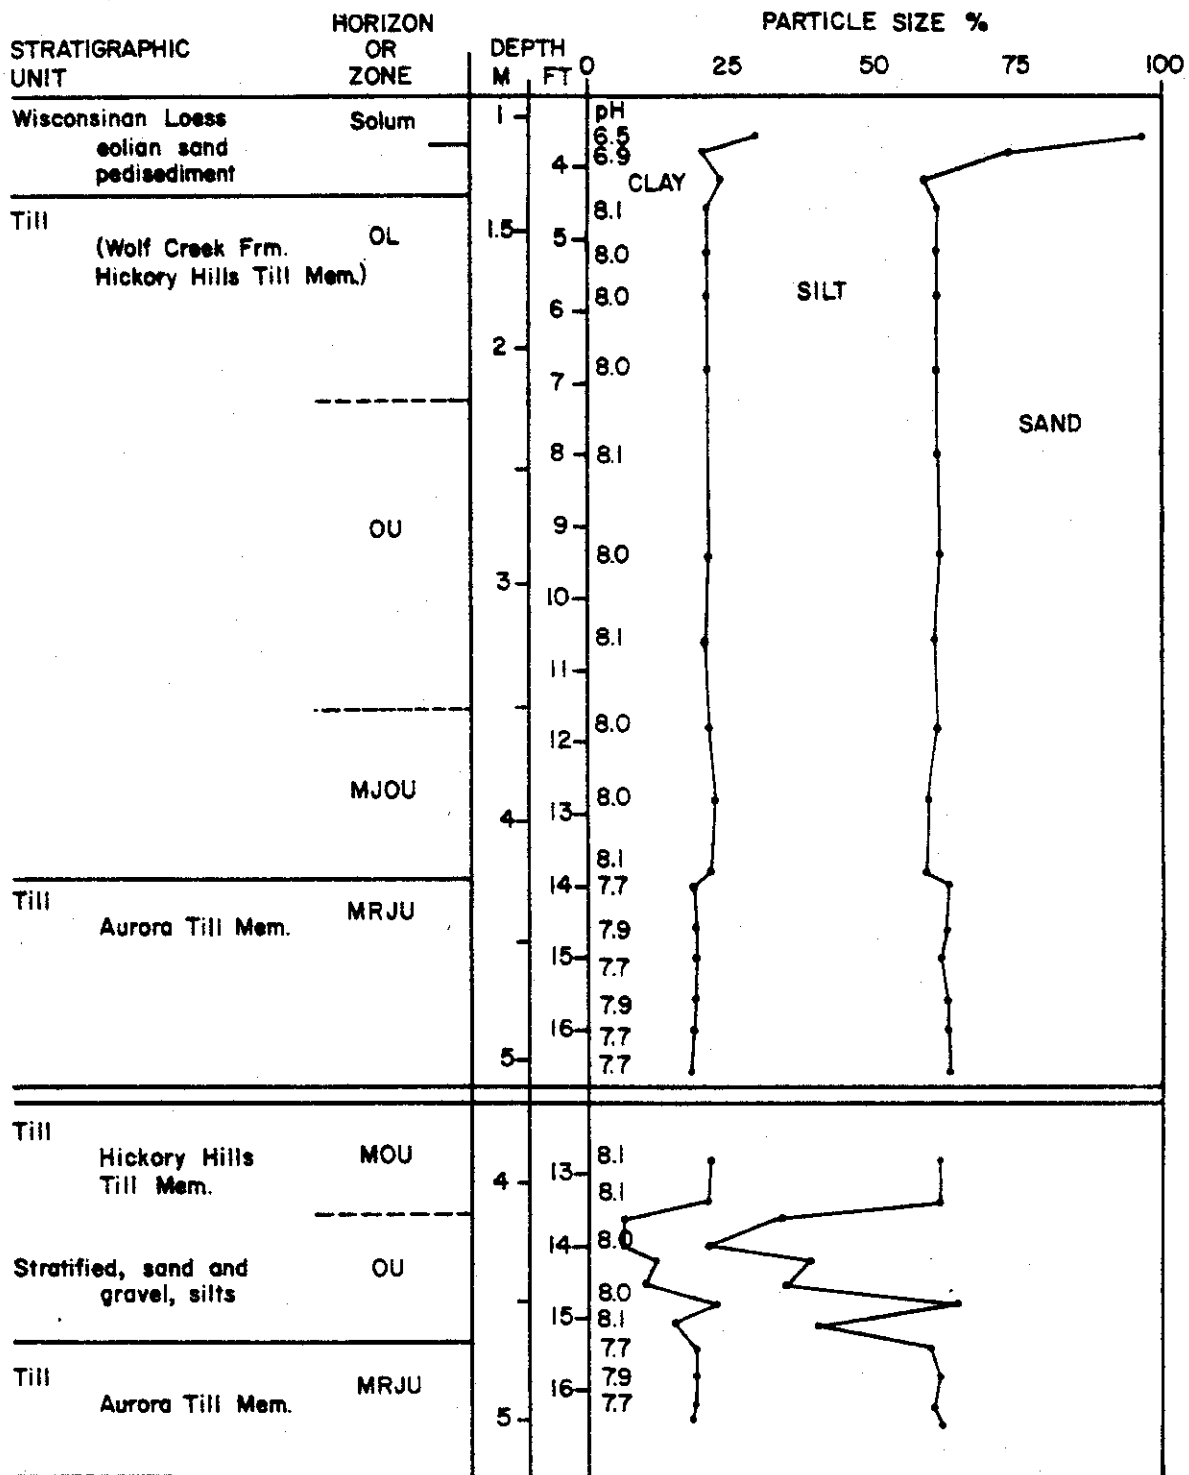 PARTICLE SIZE %
HORIZON
STRATIGRAPHIC OR DEPTH
UNIT ZONE M FT 0 25 50 75 100
pH
Wisconsinan Loess Solum 1 6.5
eolian sand 6.9
pedisediment 4 CLAY
Till OL 8.1
1.5 5
(Wolf Creek Frm. 8.0
Hickory Hills Till Mem.) 8.0 SILT
6
2 8.0
7
SAND
8 8.1
OU 9
8.0
3 10
8.1
11
8.0
12
MJOU 8.0
4 13
8.1
14 7.7
Till MRJU
Aurora Till Mem. 7.9
15 7.7
7.9
16 7.7
5 7.7
Till
Hickory Hills MOU 13 8.1
Till Mem. 4 8.1
14 8.0
Stratified, sand and OU
gravel, silts 8.0
15 8.1
7.7
Till MRJU 7.9
16 7.7
Aurora Till Mem. 5